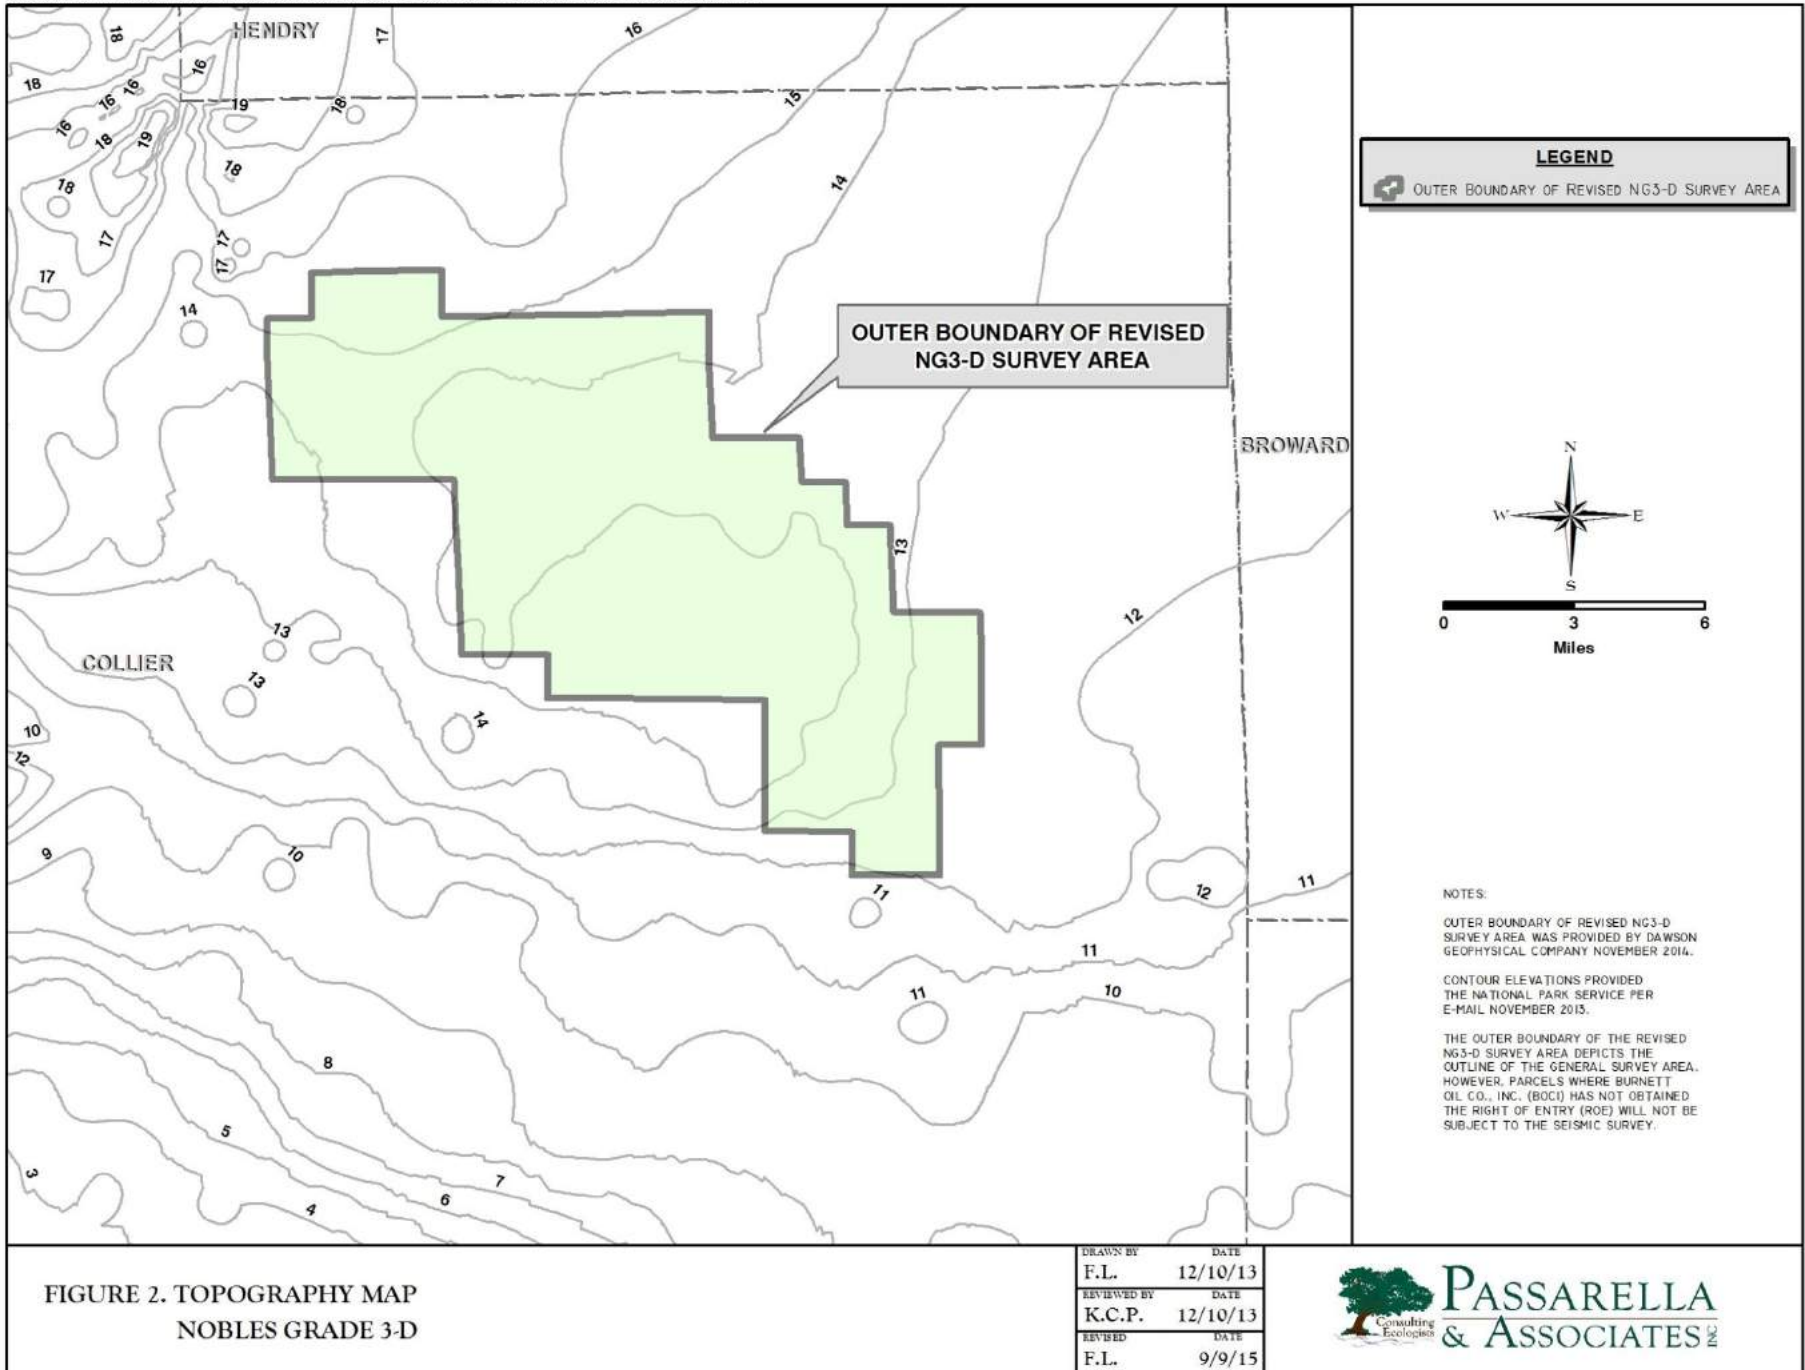 HENDRY
18
17
16
16
18
16
16
19
18
15
16
18
19
18
14
18
17
17
17
17
14
LEGEND
OUTER BOUNDARY OF REVISED NG3-D SURVEY AREA
OUTER BOUNDARY OF REVISED
NG3-D SURVEY AREA
BROWARD
N
W
E
S
0
3
6
Miles
13
12
13
COLLIER
13
14
10
12
9
10
11
12
11
11
11
10
8
5
7
3
6
4
NOTES:
OUTER BOUNDARY OF REVISED NG3-D
SURVEY AREA WAS PROVIDED BY DAWSON
GEOPHYSICAL COMPANY NOVEMBER 2014.
CONTOUR ELEVATIONS PROVIDED
THE NATIONAL PARK SERVICE PER
E-MAIL NOVEMBER 2013.
THE OUTER BOUNDARY OF THE REVISED
NG3-D SURVEY AREA DEPICTS THE
OUTLINE OF THE GENERAL SURVEY AREA.
HOWEVER, PARCELS WHERE BURNETT
OIL CO., INC. (BOCI) HAS NOT OBTAINED
THE RIGHT OF ENTRY (ROE) WILL NOT BE
SUBJECT TO THE SEISMIC SURVEY.
FIGURE 2. TOPOGRAPHY MAP
NOBLES GRADE 3-D
DRAWN BY DATE
F.L. 12/10/13
REVIEWED BY DATE
K.C.P. 12/10/13
REVISED DATE
F.L. 9/9/15
Consulting
Ecologists
PASSARELLA
& ASSOCIATES INC